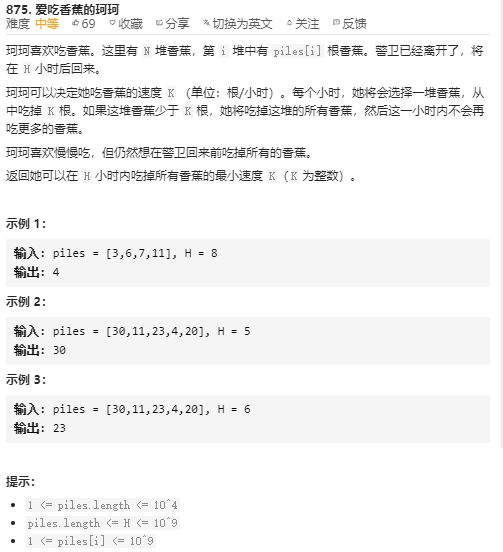 875. 爱吃香蕉的珂珂
难度 中等 69 收藏 分享 切换为英文 关注 反馈
珂珂喜欢吃香蕉。这里有 N 堆香蕉，第 i 堆中有 piles[i] 根香蕉。警卫已经离开了，将
在 H 小时后回来。
珂珂可以决定她吃香蕉的速度 K （单位：根/小时）。每个小时，她将会选择一堆香蕉，从
中吃掉 K 根。如果这堆香蕉少于 K 根，她将吃掉这堆的所有香蕉，然后这一小时内不会再
吃更多的香蕉。
珂珂喜欢慢慢吃，但仍然想在警卫回来前吃掉所有的香蕉。
返回她可以在 H 小时内吃掉所有香蕉的最小速度 K（K 为整数）。
示例 1：
输入: piles = [3,6,7,11], H = 8
输出: 4
示例 2：
输入: piles = [30,11,23,4,20], H = 5
输出: 30
示例 3：
输入: piles = [30,11,23,4,20], H = 6
输出: 23
提示：
1 <= piles.length <= 10^4
piles.length <= H <= 10^9
1 <= piles[i] <= 10^9